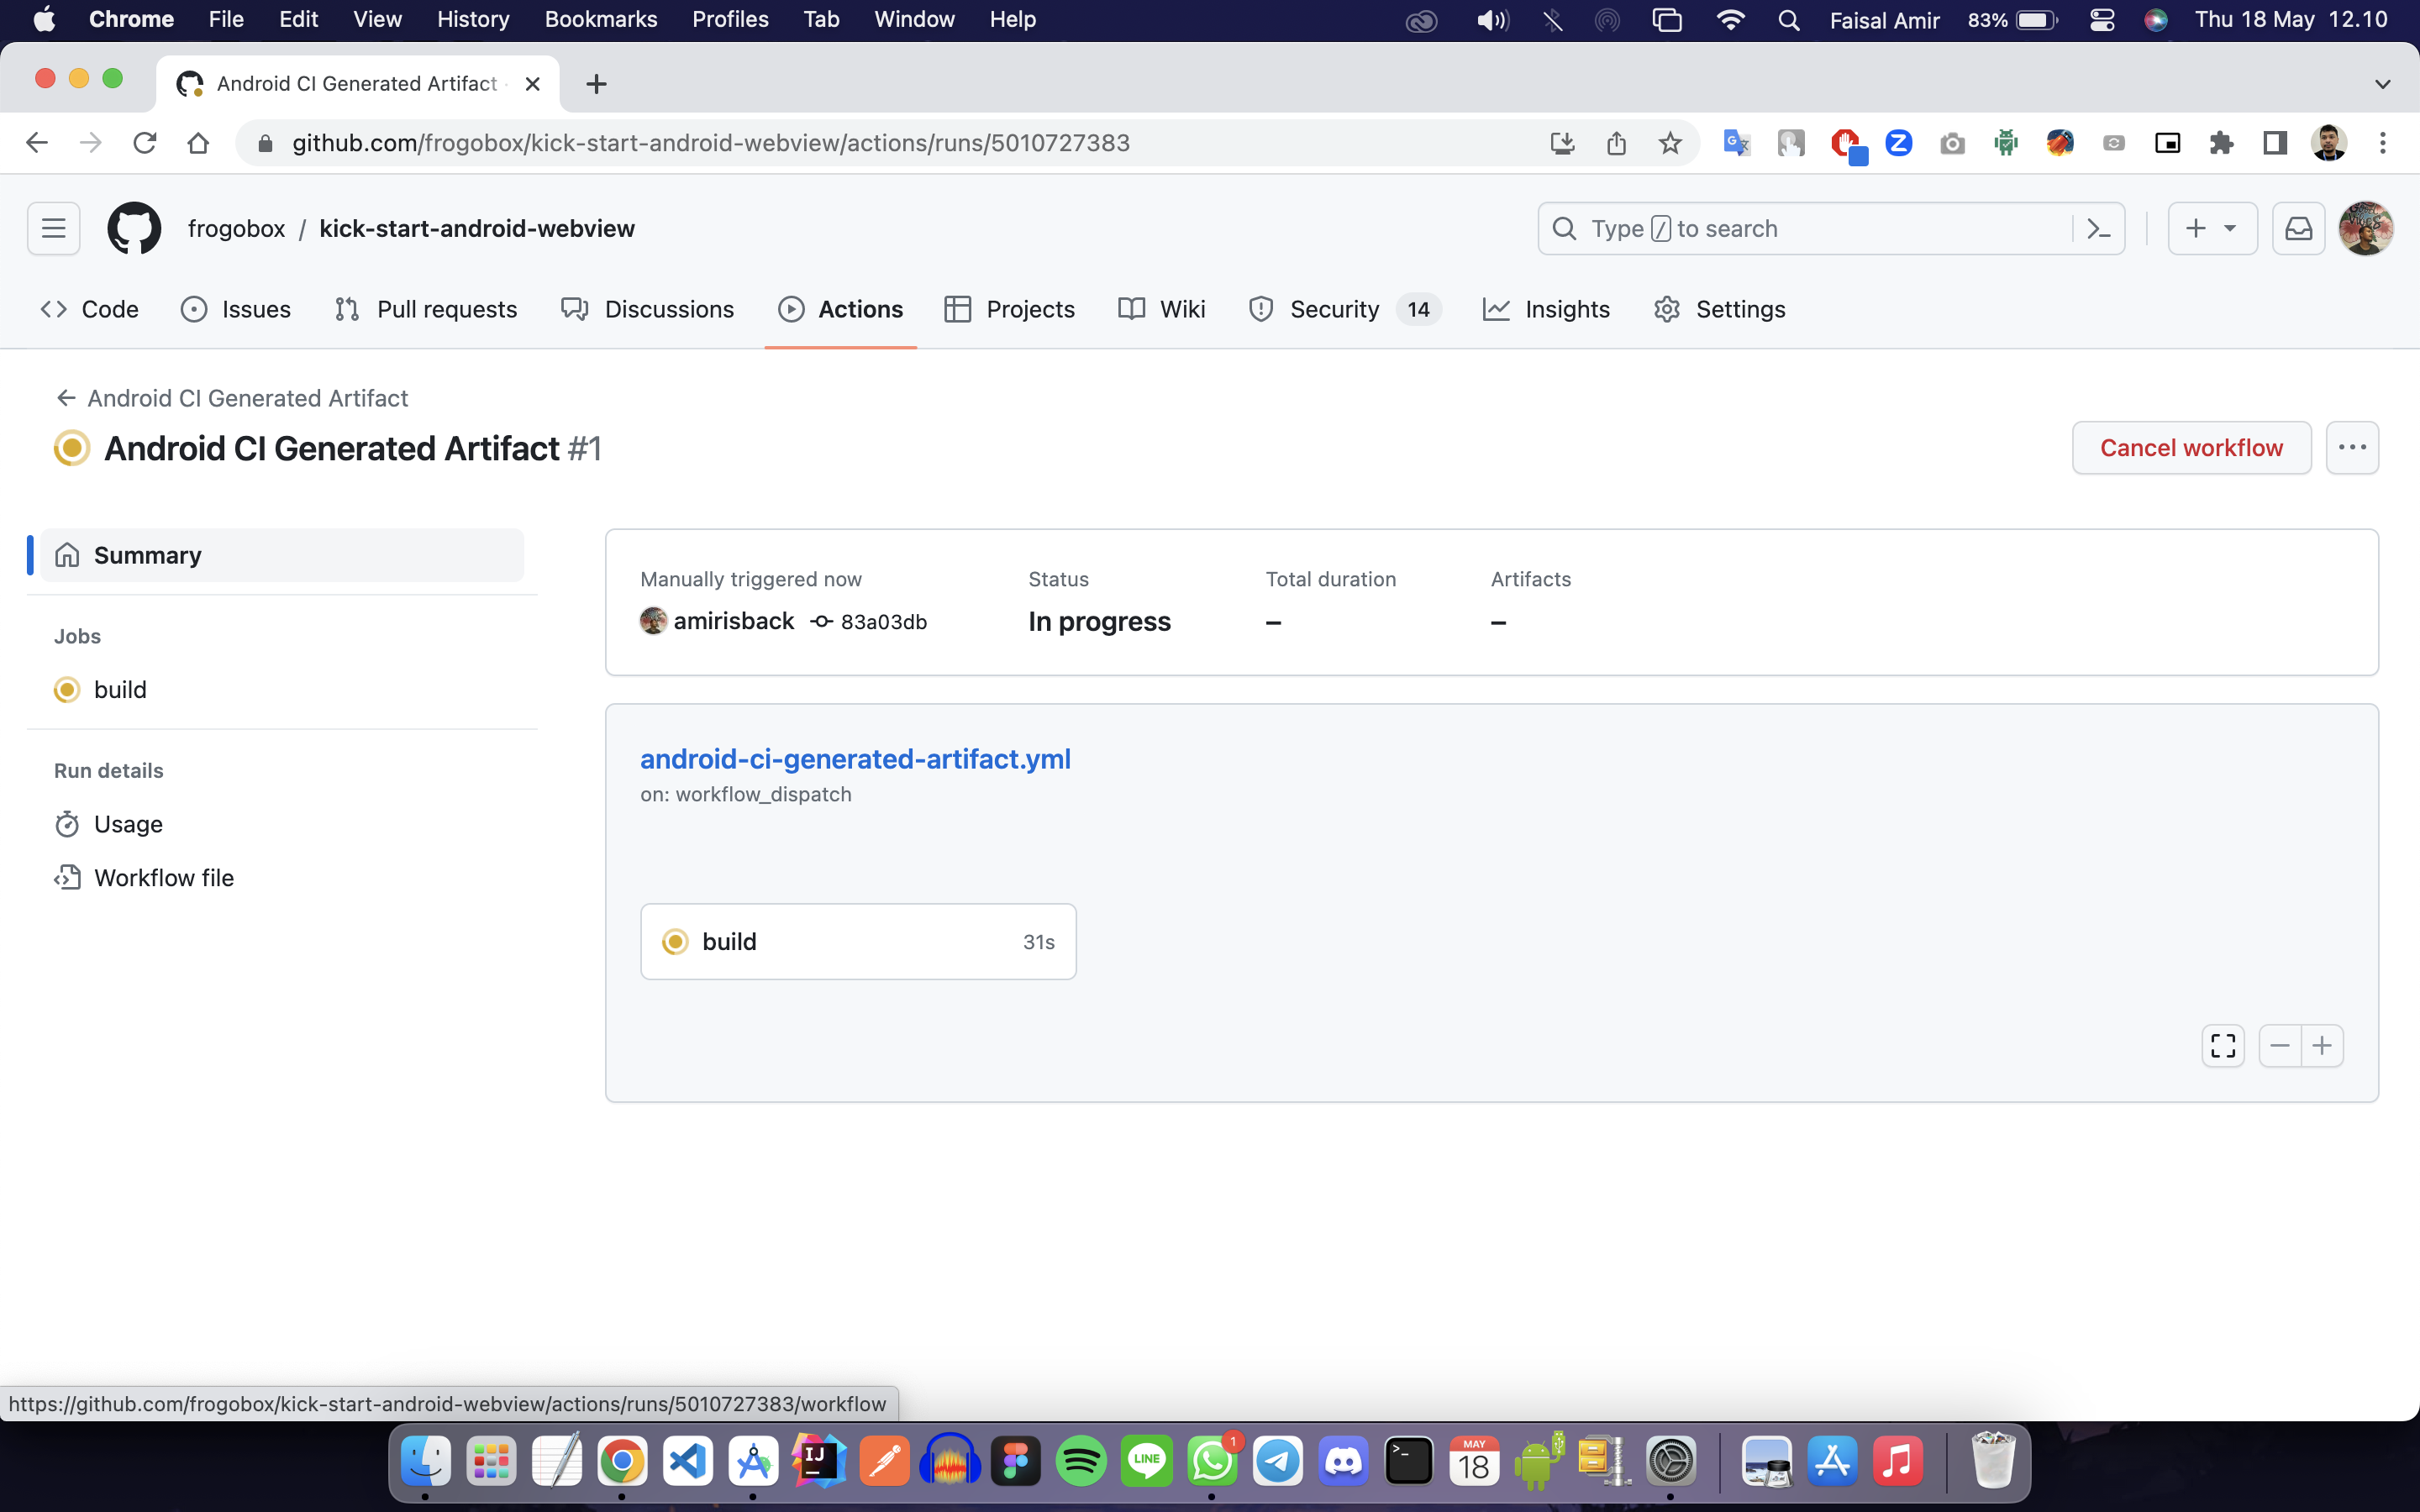 Chrome File Edit View History Bookmarks Profiles Tab Window Help Faisal Amir 83% Thu 18 May 12.10
Android CI Generated Artifact
github.com/frogobox/kick-start-android-webview/actions/runs/5010727383
frogobox / kick-start-android-webview
Type / to search
Code Issues Pull requests Discussions Actions Projects Wiki Security 14 Insights Settings
Android CI Generated Artifact
Android CI Generated Artifact #1
Cancel workflow
Summary
Jobs
build
Run details
Usage
Workflow file
Manually triggered now Status Total duration Artifacts
amirisback 83a03db In progress – –
android-ci-generated-artifact.yml
on: workflow_dispatch
build 31s
https://github.com/frogobox/kick-start-android-webview/actions/runs/5010727383/workflow
IJ
LINE
1
MAY
18